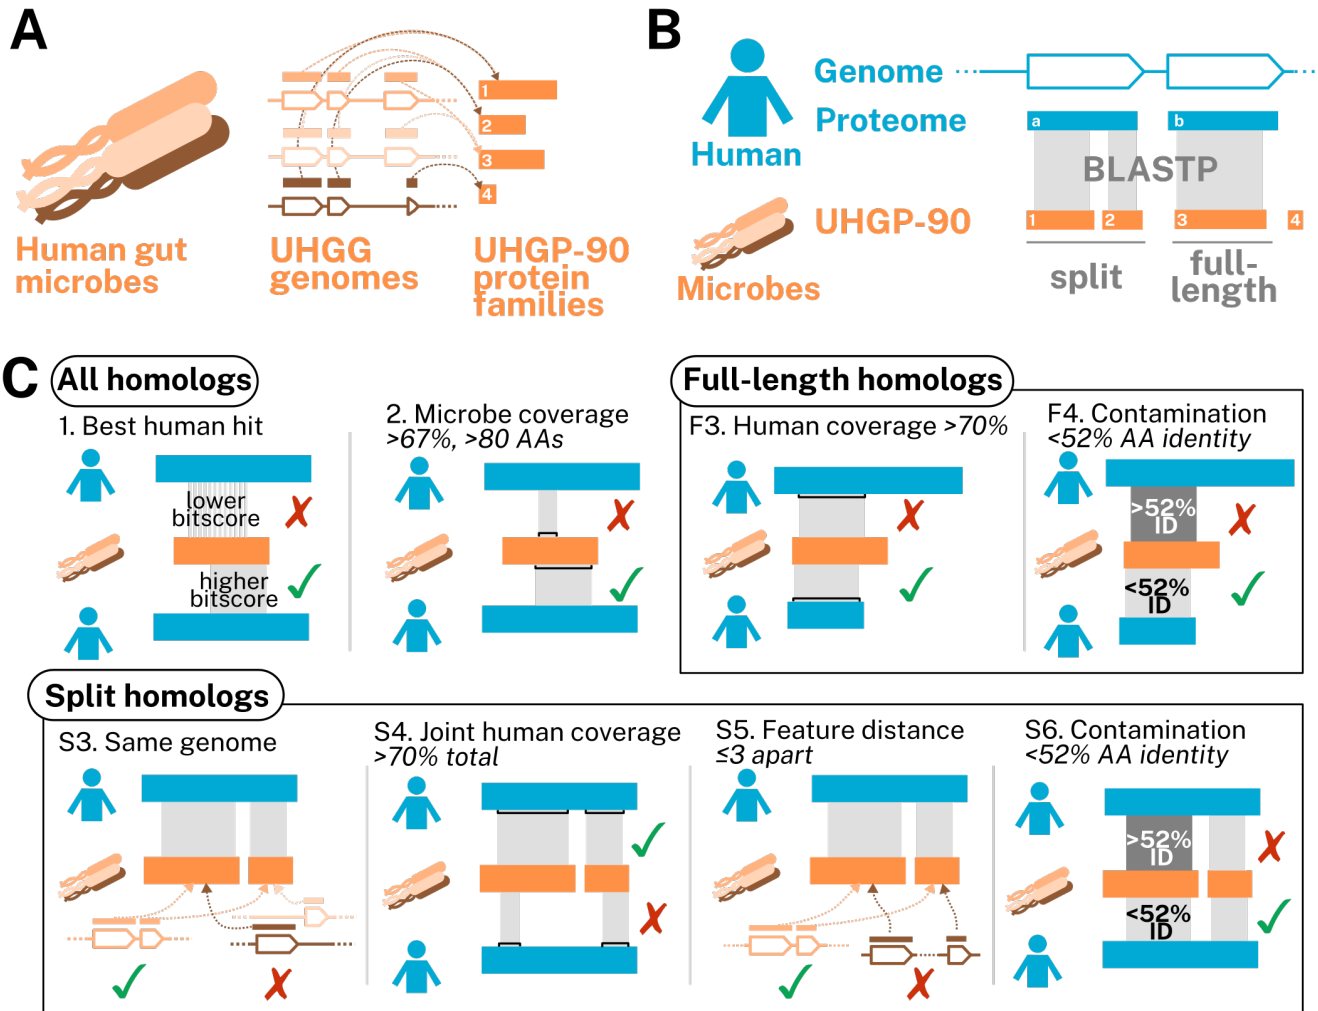 A
1
2
3
4
Human gut
microbes
UHGG
genomes
UHGP-90
protein
families
B
Human
Genome
Proteome
a
b
BLASTP
Microbes
UHGP-90
1
2
3
4
split
full-
length
C
All homologs
1. Best human hit
lower
bitscore
✗
higher
bitscore
✓
2. Microbe coverage
>67%, >80 AAs
✗
✓
Full-length homologs
F3. Human coverage >70%
✗
✓
F4. Contamination
<52% AA identity
>52%
ID
✗
<52%
ID
✓
Split homologs
S3. Same genome
✓
✗
S4. Joint human coverage
>70% total
✓
✗
S5. Feature distance
≤3 apart
✓
✗
S6. Contamination
<52% AA identity
>52%
ID
✗
<52%
ID
✓